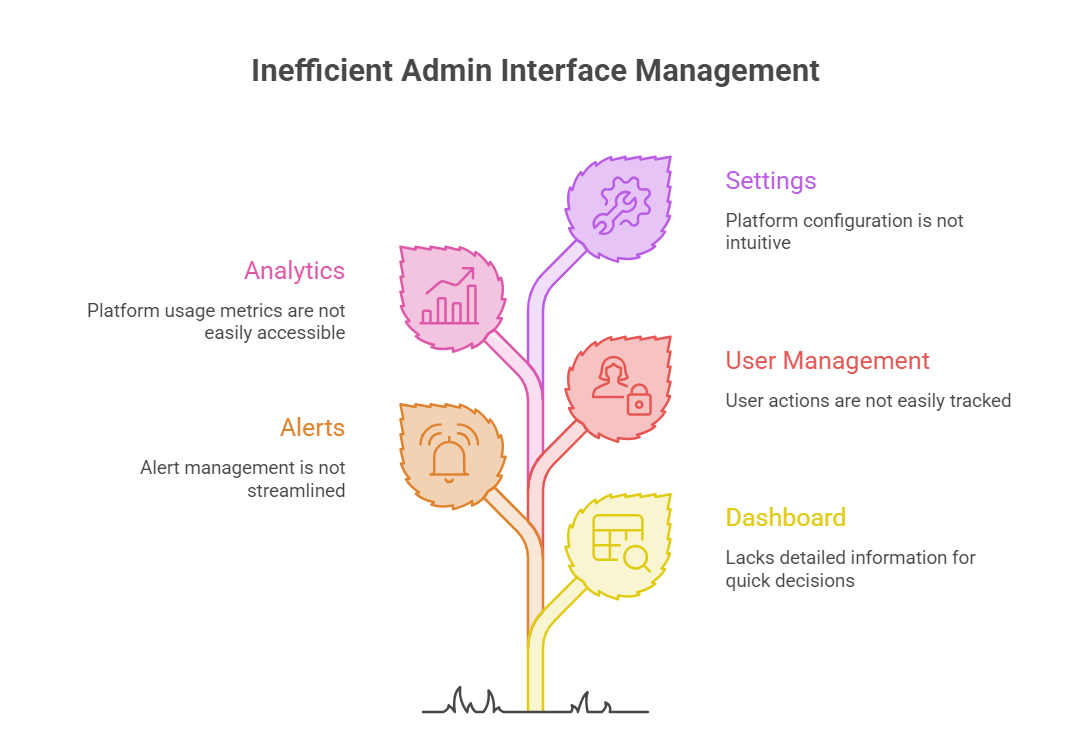 Inefficient Admin Interface Management
Settings
Platform configuration is not
intuitive
Analytics
Platform usage metrics are not
easily accessible
User Management
User actions are not easily tracked
Alerts
Alert management is not
streamlined
Dashboard
Lacks detailed information for
quick decisions